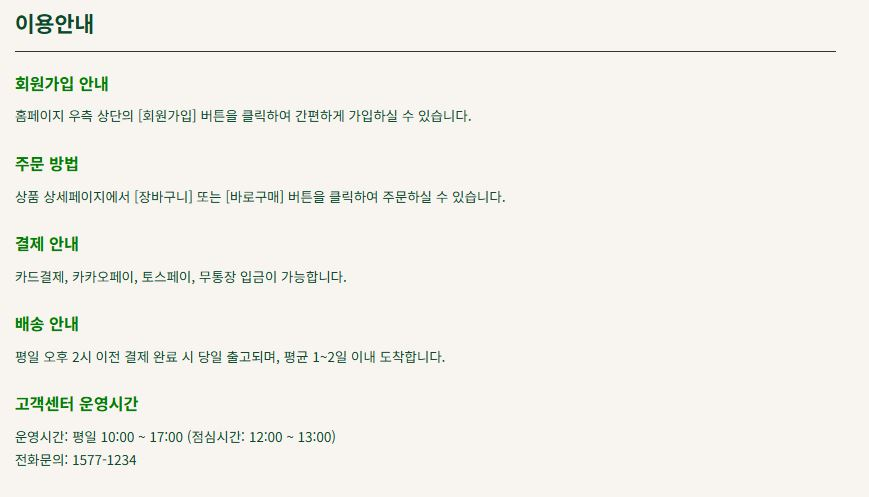 이용안내
회원가입 안내
홈페이지 우측 상단의 [회원가입] 버튼을 클릭하여 간편하게 가입하실 수 있습니다.
주문 방법
상품 상세페이지에서 [장바구니] 또는 [바로구매] 버튼을 클릭하여 주문하실 수 있습니다.
결제 안내
카드결제, 카카오페이, 토스페이, 무통장 입금이 가능합니다.
배송 안내
평일 오후 2시 이전 결제 완료 시 당일 출고되며, 평균 1~2일 이내 도착합니다.
고객센터 운영시간
운영시간: 평일 10:00 ~ 17:00 (점심시간: 12:00 ~ 13:00)
전화문의: 1577-1234